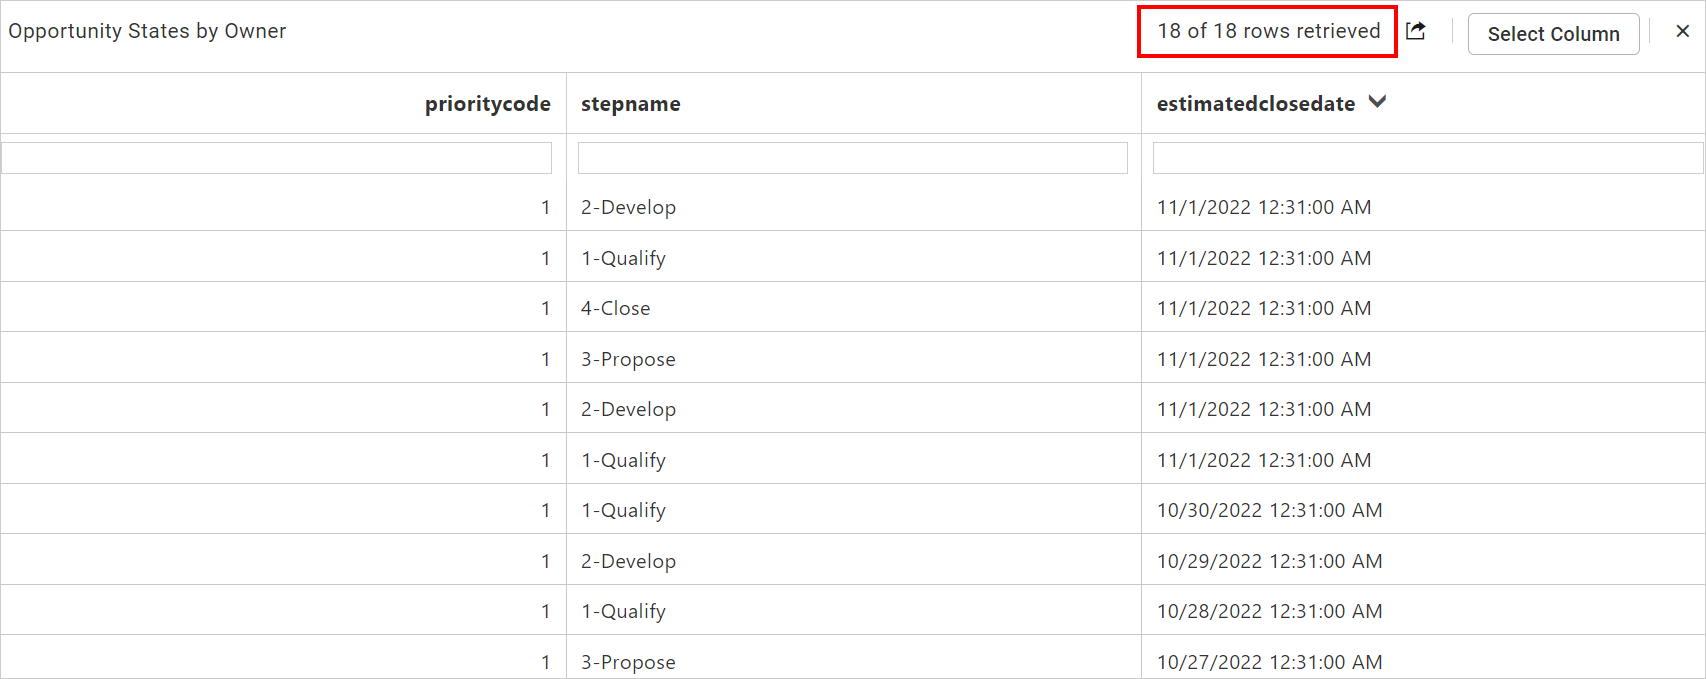 Opportunity States by Owner 18 of 18 rows retrieved Select Column
prioritycode stepname estimatedclosedate
1 2-Develop 11/1/2022 12:31:00 AM
1 1-Qualify 11/1/2022 12:31:00 AM
1 4-Close 11/1/2022 12:31:00 AM
1 3-Propose 11/1/2022 12:31:00 AM
1 2-Develop 11/1/2022 12:31:00 AM
1 1-Qualify 11/1/2022 12:31:00 AM
1 1-Qualify 10/30/2022 12:31:00 AM
1 2-Develop 10/29/2022 12:31:00 AM
1 1-Qualify 10/28/2022 12:31:00 AM
1 3-Propose 10/27/2022 12:31:00 AM